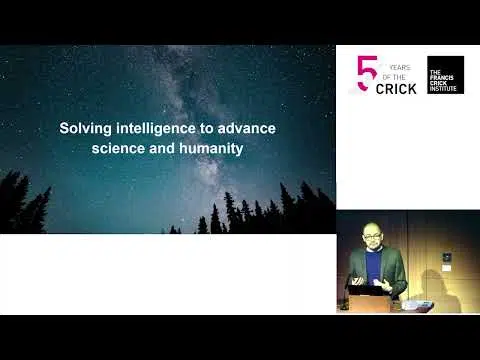 Solving intelligence to advance
science and humanity
5 YEARS
OF THE
CRICK
THE
FRANCIS
CRICK
INSTITUTE